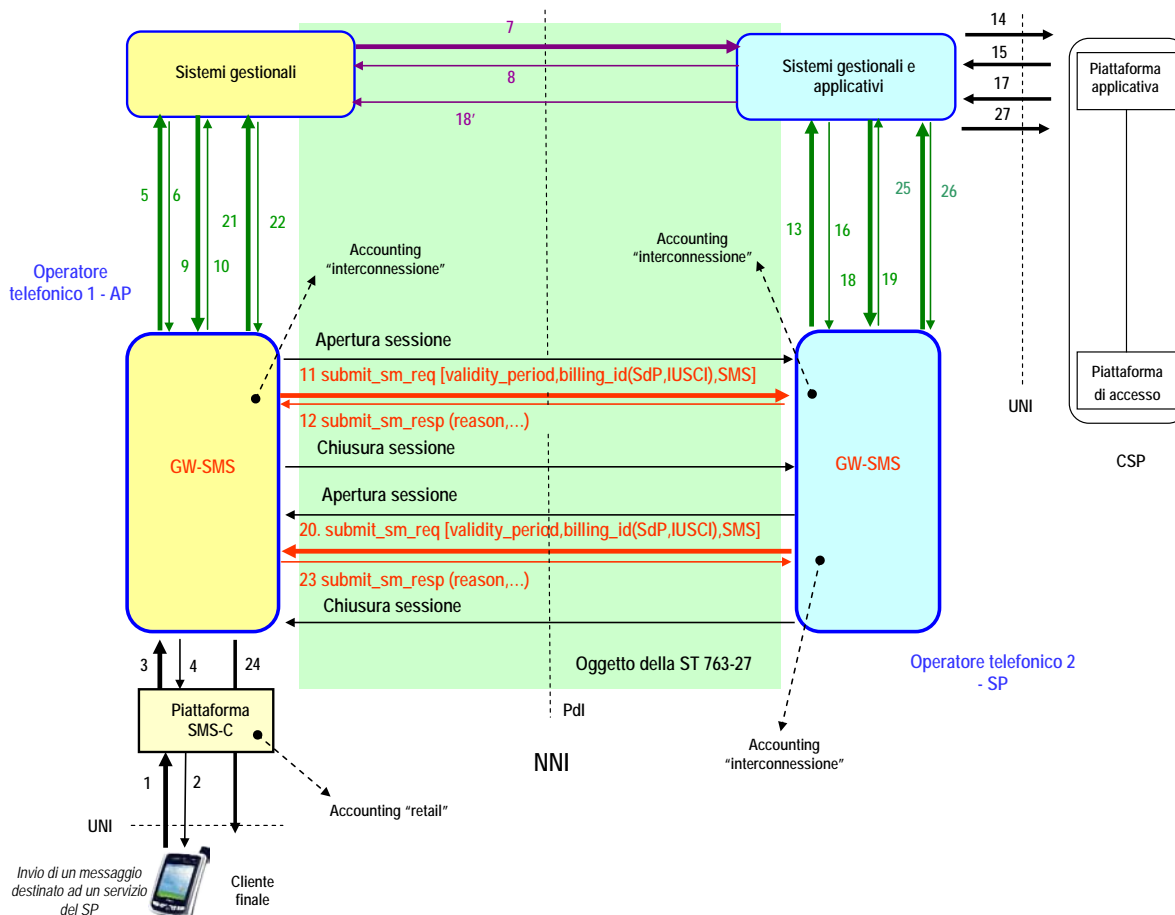 7
14
Sistemi gestionali
Sistemi gestionali e
applicativi
15
Piattaforma
applicativa
8
17
18'
27
5
6
21
22
25
26
13
16
9
10
18
19
Accounting
"interconnessione"
Accounting
"interconnessione"
Operatore
telefonico 1 - AP
Apertura sessione
11 submit_sm_req [validity_period,billing_id(SdP,IUSCI),SMS]
12 submit_sm_resp (reason,...)
Chiusura sessione
Piattaforma
di accesso
UNI
CSP
GW-SMS
GW-SMS
Apertura sessione
20. submit_sm_req [validity_period,billing_id(SdP,IUSCI),SMS]
23 submit_sm_resp (reason,...)
Chiusura sessione
3
4
24
Oggetto della ST 763-27
Operatore telefonico 2
- SP
Piattaforma
SMS-C
PdI
NNI
Accounting
"interconnessione"
1
2
Accounting "retail"
UNI
Invio di un messaggio
destinato ad un servizio
del SP
Cliente
finale